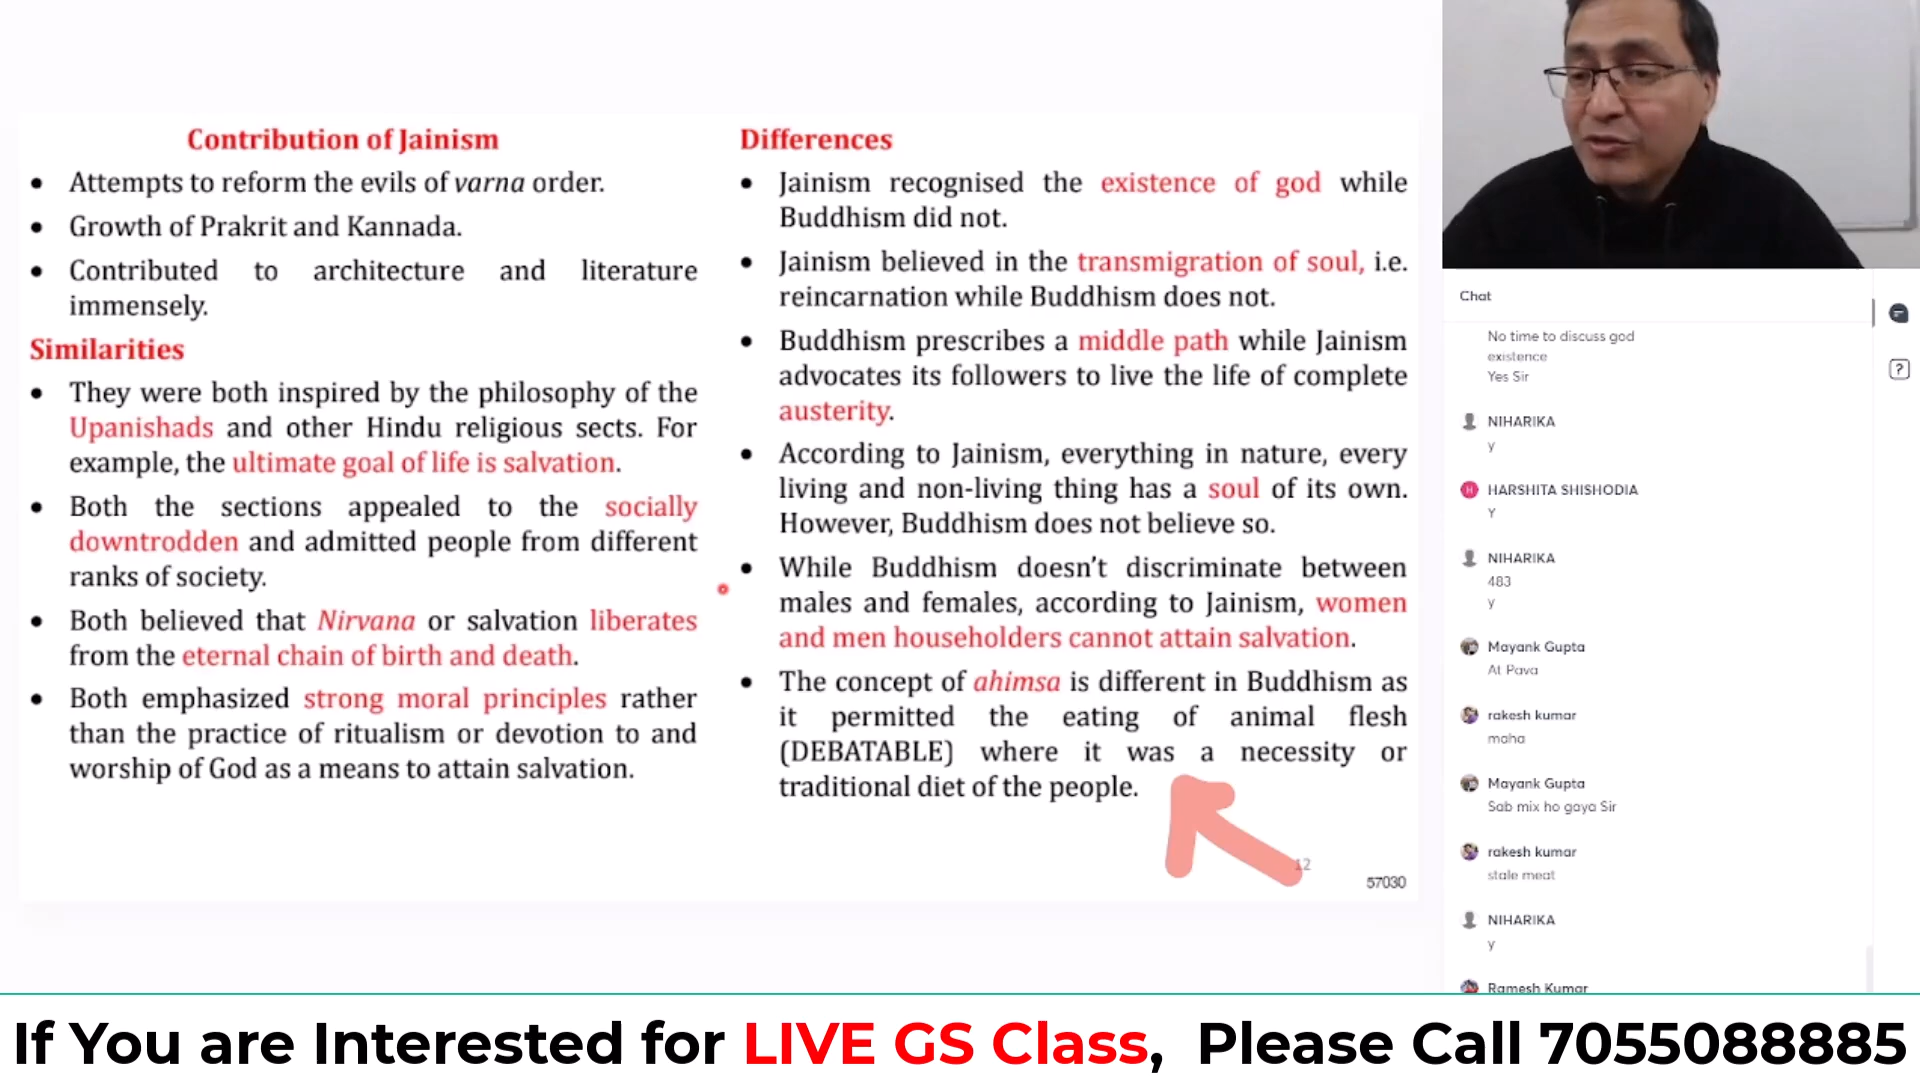 Contribution of Jainism
• Attempts to reform the evils of varna order.
• Growth of Prakrit and Kannada.
• Contributed to architecture and literature
immensely.
Similarities
• They were both inspired by the philosophy of the
Upanishads and other Hindu religious sects. For
example, the ultimate goal of life is salvation.
• Both the sections appealed to the socially
downtrodden and admitted people from different
ranks of society.
• Both believed that Nirvana or salvation liberates
from the eternal chain of birth and death.
• Both emphasized strong moral principles rather
than the practice of ritualism or devotion to and
worship of God as a means to attain salvation.
Differences
• Jainism recognised the existence of god while
Buddhism did not.
• Jainism believed in the transmigration of soul, i.e.
reincarnation while Buddhism does not.
• Buddhism prescribes a middle path while Jainism
advocates its followers to live the life of complete
austerity.
• According to Jainism, everything in nature, every
living and non-living thing has a soul of its own.
However, Buddhism does not believe so.
• While Buddhism doesn't discriminate between
males and females, according to Jainism, women
and men householders cannot attain salvation.
• The concept of ahimsa is different in Buddhism as
it permitted the eating of animal flesh
(DEBATABLE) where it was a necessity or
traditional diet of the people.
12
57030
Chat
No time to discuss god
existence
Yes Sir
NIHARIKA
y
H HARSHITA SHISHODIA
Y
NIHARIKA
483
y
Mayank Gupta
At Pava
rakesh kumar
maha
Mayank Gupta
Sab mix ho gaya Sir
rakesh kumar
stale meat
NIHARIKA
y
Ramesh Kumar
?
If You are Interested for LIVE GS Class, Please Call 7055088885